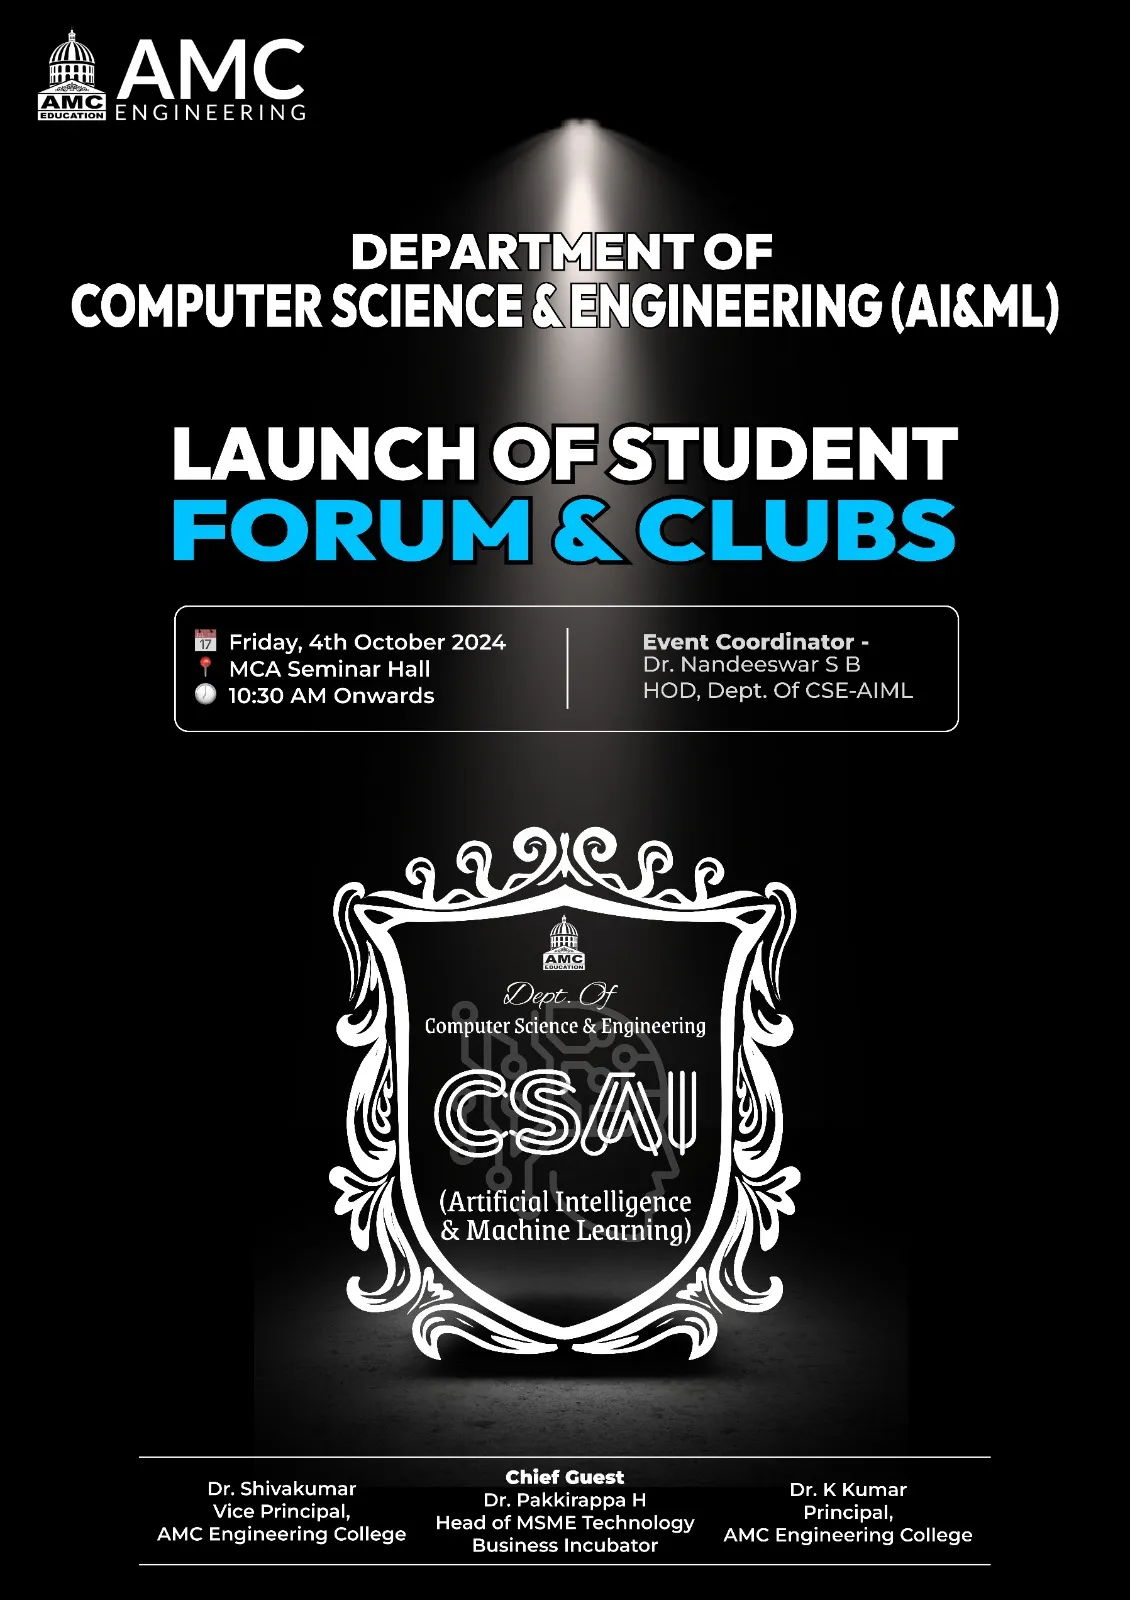 AMC
EDUCATION
AMC
ENGINEERING
DEPARTMENT OF
COMPUTER SCIENCE & ENGINEERING (AI&ML)
LAUNCH OF STUDENT
FORUM & CLUBS
17
Friday, 4th October 2024
MCA Seminar Hall
10:30 AM Onwards
Event Coordinator -
Dr. Nandeeswar S B
HOD, Dept. Of CSE-AIML
AMC
EDUCATION
Dept. Of
Computer Science & Engineering
CSAI
(Artificial Intelligence
& Machine Learning)
Dr. Shivakumar
Vice Principal,
AMC Engineering College
Chief Guest
Dr. Pakkirappa H
Head of MSME Technology
Business Incubator
Dr. K Kumar
Principal,
AMC Engineering College